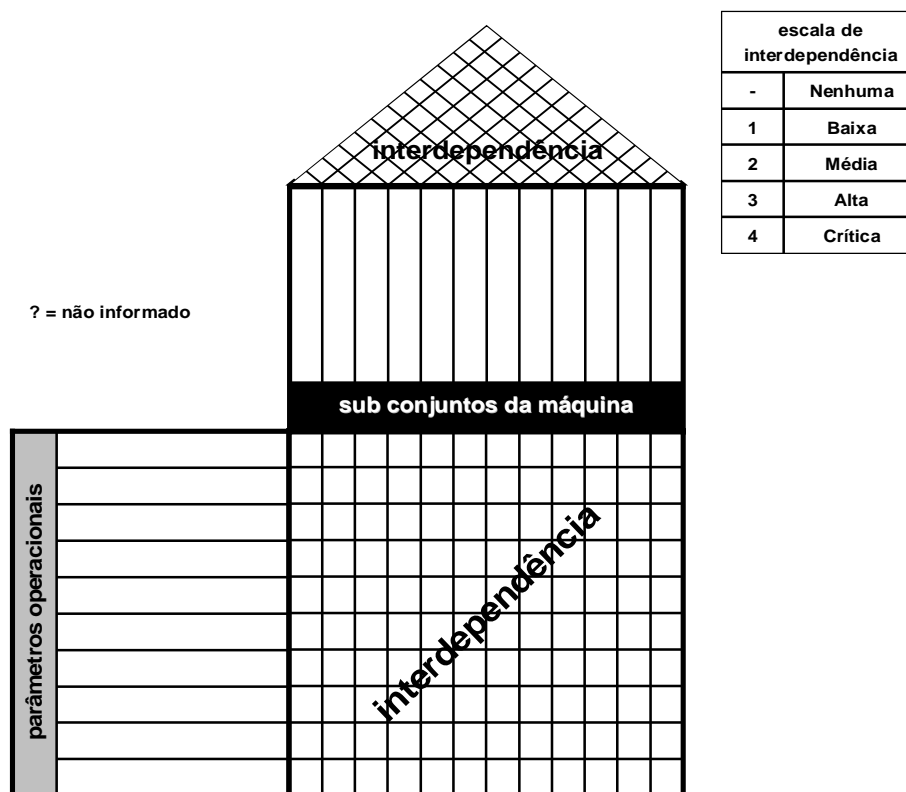 escala de
interdependência
- Nenhuma
1 Baixa
2 Média
3 Alta
4 Crítica
interdependência
? = não informado
sub conjuntos da máquina
parâmetros operacionais
interdependência